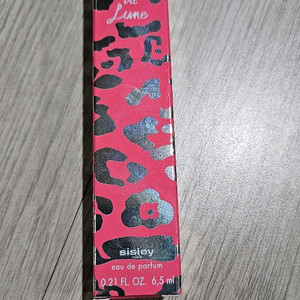 de
Lune
sisley
eau de parfum
0.21 FL. OZ. 6,5 ml